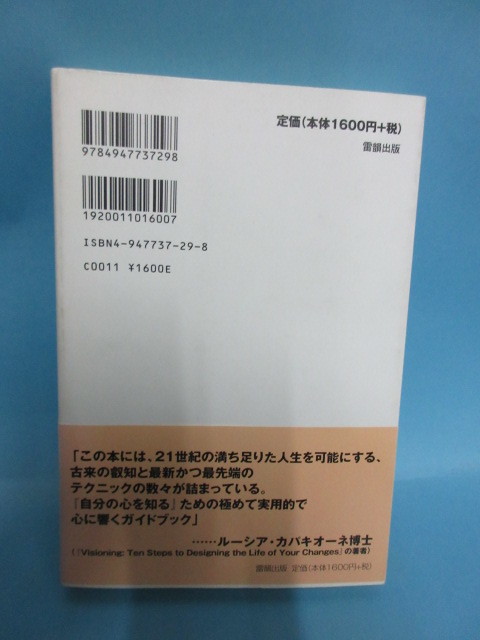 定価(本体1600円+税)
雷韻出版
9784947737298
1920011016007
ISBN4-947737-29-8
C0011 ¥1600E
「この本には、21世紀の満ち足りた人生を可能にする、
古来の叡知と最新かつ最先端の
テクニックの数々が詰まっている。
『自分の心を知る』ための極めて実用的で
心に響くガイドブック」
……ルーシア・カパキオーネ博士
(『Visioning: Ten Steps to Designing the Life of Your Changes』の著者)
雷韻出版 定価(本体1600円+税)